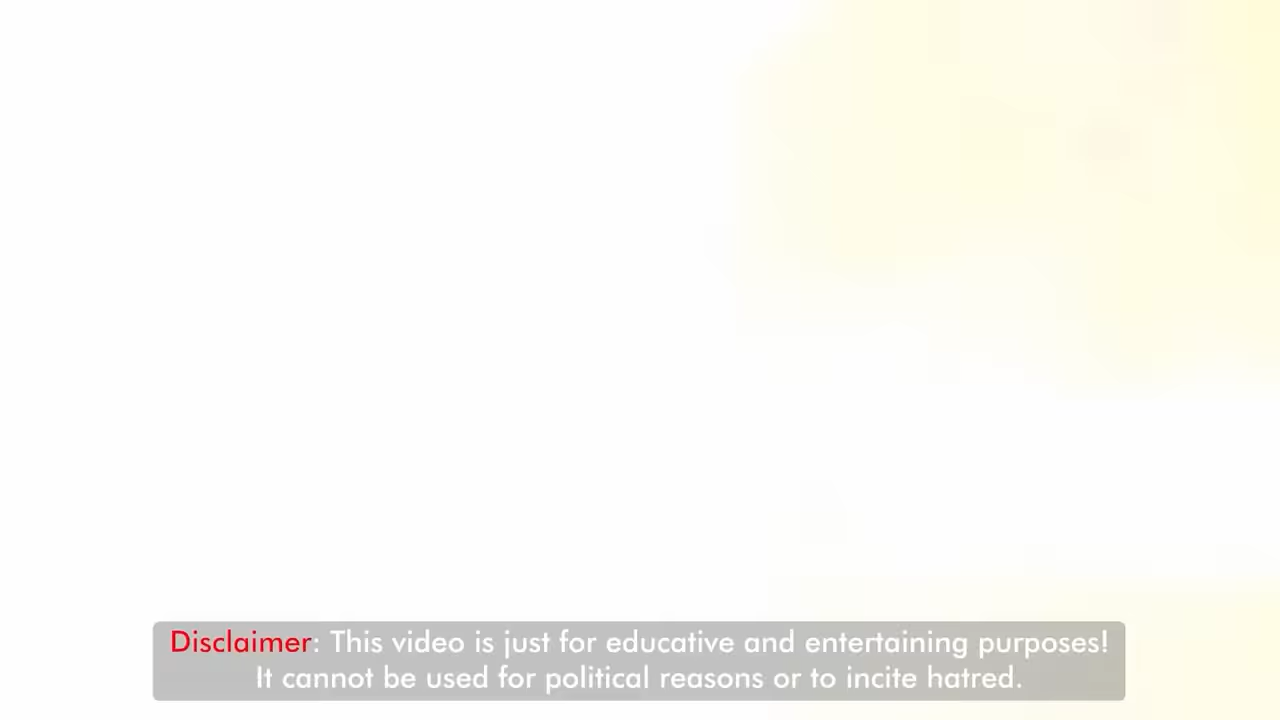 Disclaimer: This video is just for educative and entertaining purposes!
It cannot be used for political reasons or to incite hatred.